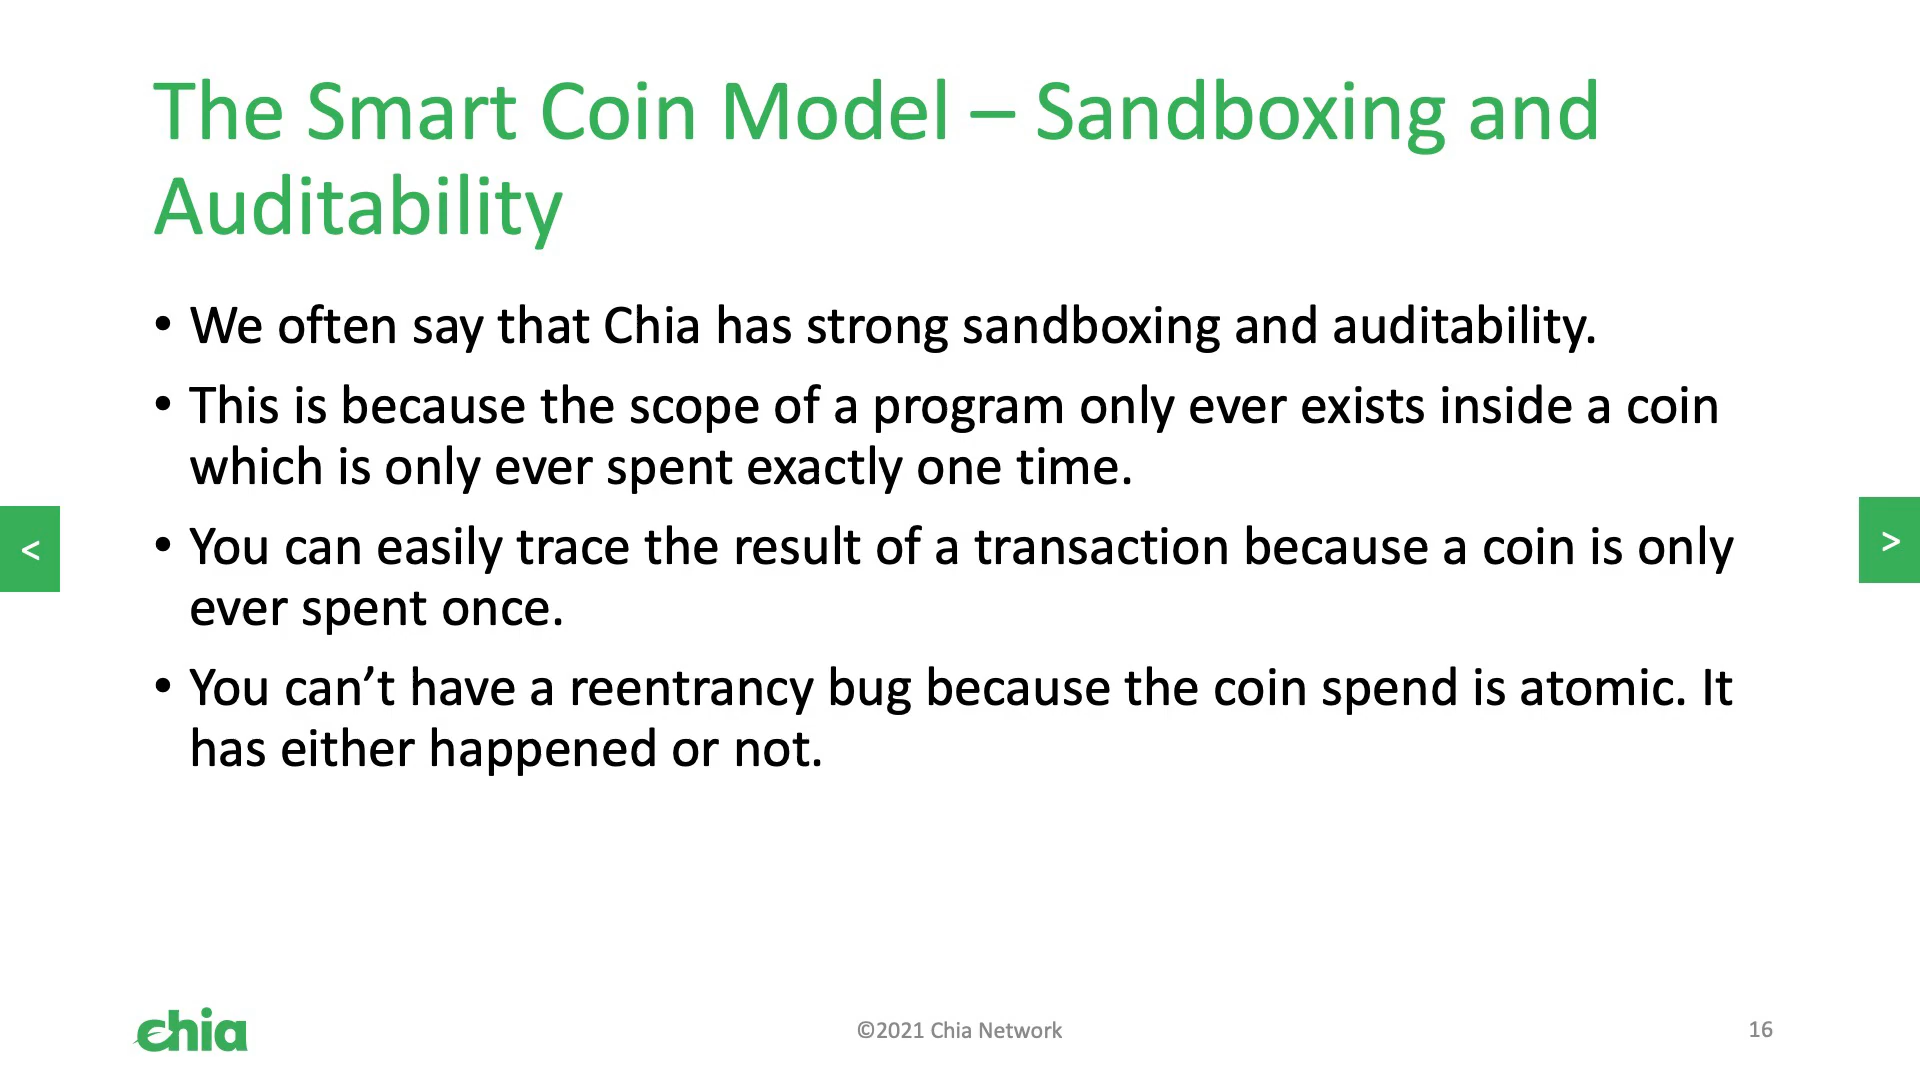 The Smart Coin Model – Sandboxing and
Auditability
• We often say that Chia has strong sandboxing and auditability.
• This is because the scope of a program only ever exists inside a coin
which is only ever spent exactly one time.
<
>
• You can easily trace the result of a transaction because a coin is only
ever spent once.
• You can’t have a reentrancy bug because the coin spend is atomic. It
has either happened or not.
chia
©2021 Chia Network
16